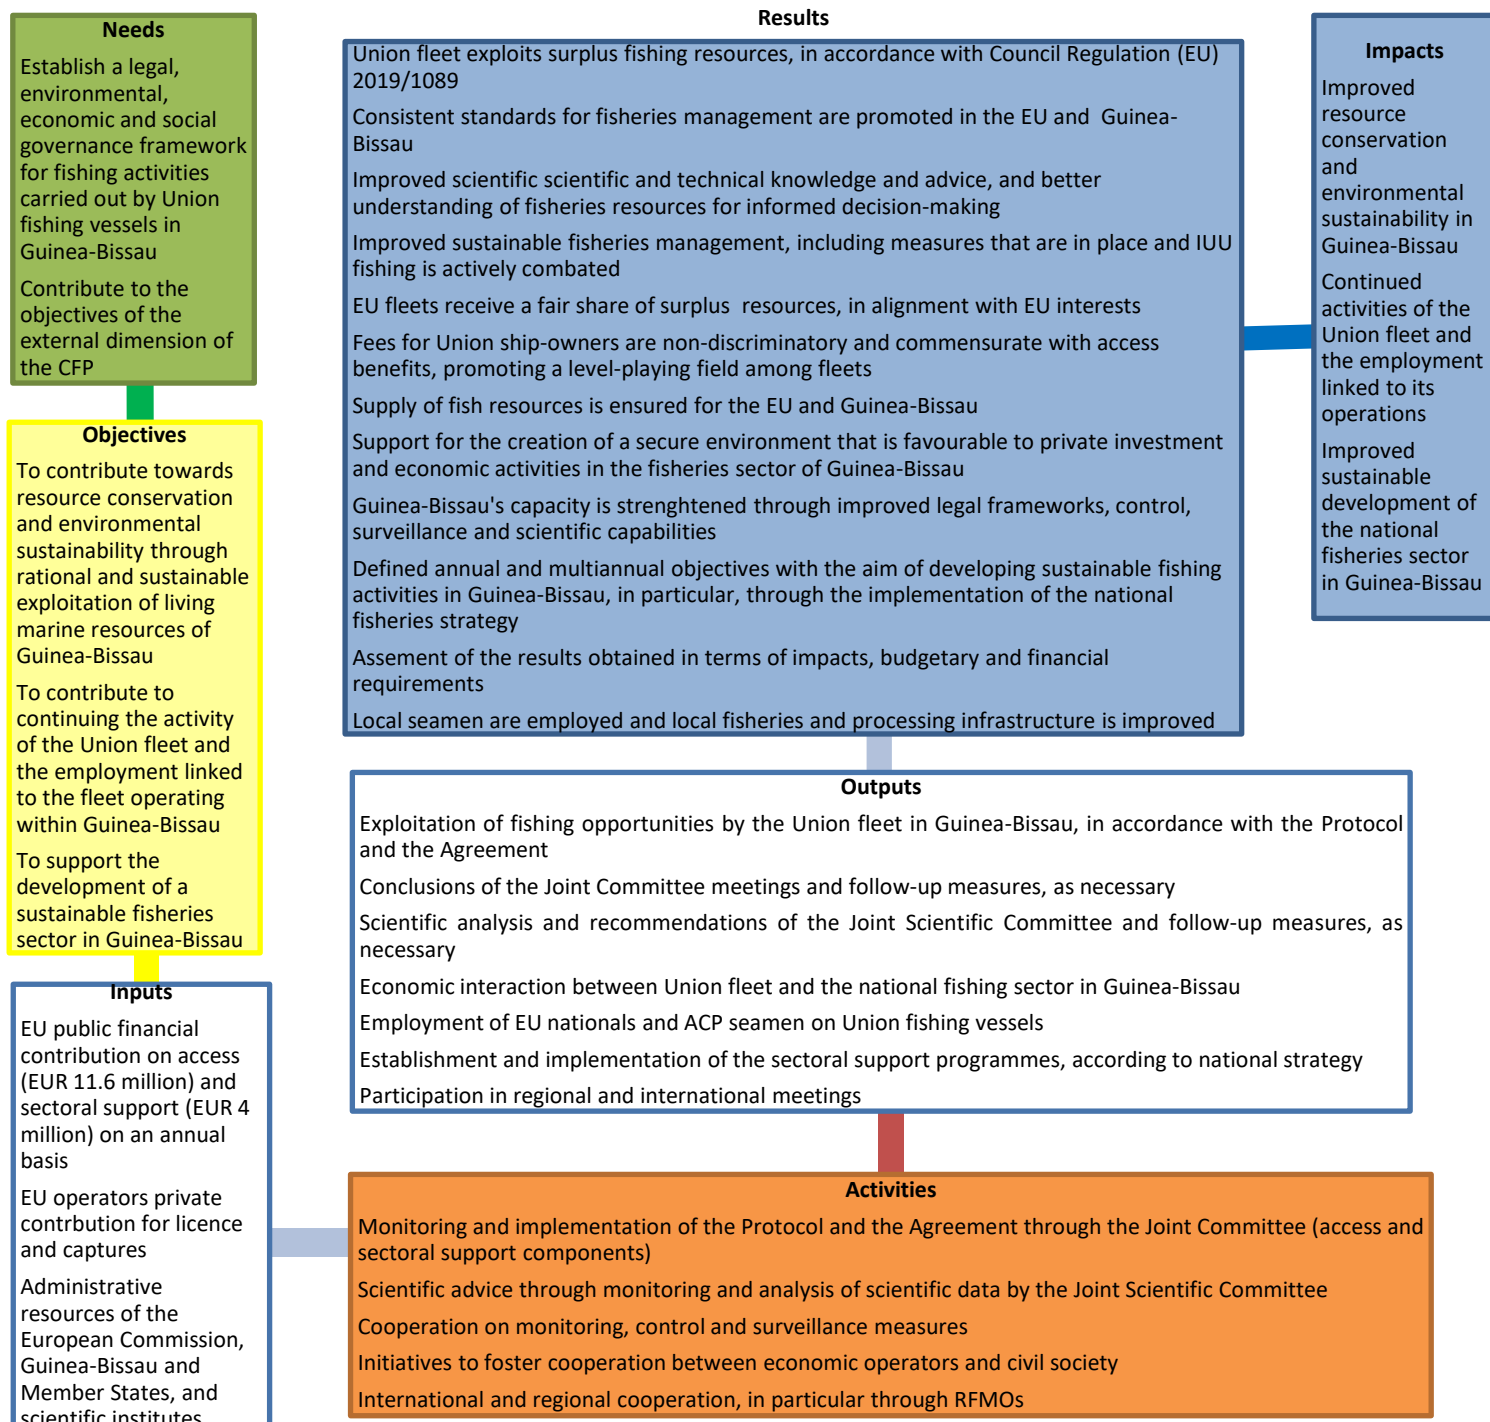 Needs
Establish a legal,
environmental,
economic and social
governance framework
for fishing activities
carried out by Union
fishing vessels in
Guinea-Bissau
Contribute to the
objectives of the
external dimension of
the CFP
Objectives
To contribute towards
resource conservation
and environmental
sustainability through
rational and sustainable
exploitation of living
marine resources of
Guinea-Bissau
To contribute to
continuing the activity
of the Union fleet and
the employment linked
to the fleet operating
within Guinea-Bissau
To support the
development of a
sustainable fisheries
sector in Guinea-Bissau
Inputs
EU public financial
contribution on access
(EUR 11.6 million) and
sectoral support (EUR 4
million) on an annual
basis
EU operators private
contrbution for licence
and captures
Administrative
resources of the
European Commission,
Guinea-Bissau and
Member States, and
scientific institutes
Results
Union fleet exploits surplus fishing resources, in accordance with Council Regulation (EU)
2019/1089
Consistent standards for fisheries management are promoted in the EU and Guinea-
Bissau
Improved scientific scientific and technical knowledge and advice, and better
understanding of fisheries resources for informed decision-making
Improved sustainable fisheries management, including measures that are in place and IUU
fishing is actively combated
EU fleets receive a fair share of surplus resources, in alignment with EU interests
Fees for Union ship-owners are non-discriminatory and commensurate with access
benefits, promoting a level-playing field among fleets
Supply of fish resources is ensured for the EU and Guinea-Bissau
Support for the creation of a secure environment that is favourable to private investment
and economic activities in the fisheries sector of Guinea-Bissau
Guinea-Bissau's capacity is strenghtened through improved legal frameworks, control,
surveillance and scientific capabilities
Defined annual and multiannual objectives with the aim of developing sustainable fishing
activities in Guinea-Bissau, in particular, through the implementation of the national
fisheries strategy
Assement of the results obtained in terms of impacts, budgetary and financial
requirements
Local seamen are employed and local fisheries and processing infrastructure is improved
Impacts
Improved
resource
conservation
and
environmental
sustainability in
Guinea-Bissau
Continued
activities of the
Union fleet and
the employment
linked to its
operations
Improved
sustainable
development of
the national
fisheries sector
in Guinea-Bissau
Outputs
Exploitation of fishing opportunities by the Union fleet in Guinea-Bissau, in accordance with the Protocol
and the Agreement
Conclusions of the Joint Committee meetings and follow-up measures, as necessary
Scientific analysis and recommendations of the Joint Scientific Committee and follow-up measures, as
necessary
Economic interaction between Union fleet and the national fishing sector in Guinea-Bissau
Employment of EU nationals and ACP seamen on Union fishing vessels
Establishment and implementation of the sectoral support programmes, according to national strategy
Participation in regional and international meetings
Activities
Monitoring and implementation of the Protocol and the Agreement through the Joint Committee (access and
sectoral support components)
Scientific advice through monitoring and analysis of scientific data by the Joint Scientific Committee
Cooperation on monitoring, control and surveillance measures
Initiatives to foster cooperation between economic operators and civil society
International and regional cooperation, in particular through RFMOs